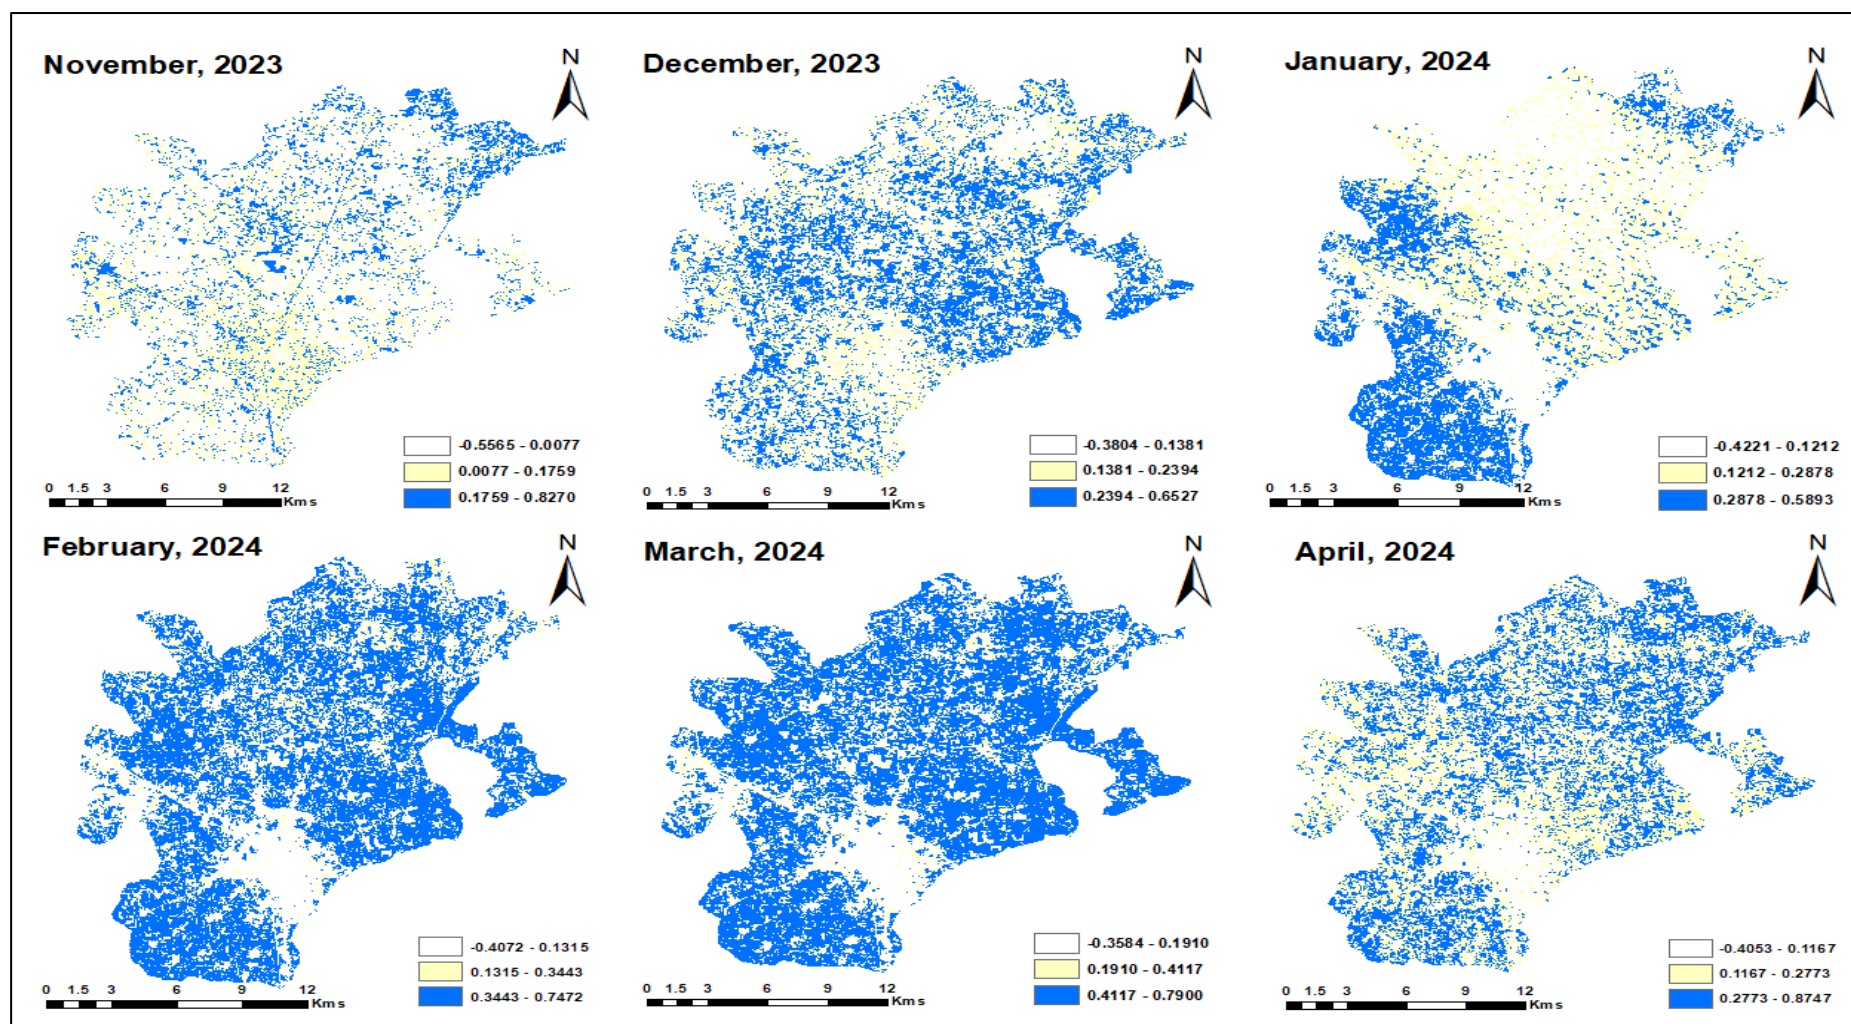 November, 2023
N
-0.5565 - 0.0077
0.0077 - 0.1759
0.1759 - 0.8270
0 1.5 3 6 9 12
Kms
December, 2023
N
-0.3804 - 0.1381
0.1381 - 0.2394
0.2394 - 0.6527
0 1.5 3 6 9 12
Kms
January, 2024
N
-0.4221 - 0.1212
0.1212 - 0.2878
0.2878 - 0.5893
0 1.5 3 6 9 12
Kms
February, 2024
N
-0.4072 - 0.1315
0.1315 - 0.3443
0.3443 - 0.7472
0 1.5 3 6 9 12
Kms
March, 2024
N
-0.3584 - 0.1910
0.1910 - 0.4117
0.4117 - 0.7900
0 1.5 3 6 9 12
Kms
April, 2024
N
-0.4053 - 0.1167
0.1167 - 0.2773
0.2773 - 0.8747
0 1.5 3 6 9 12
Kms